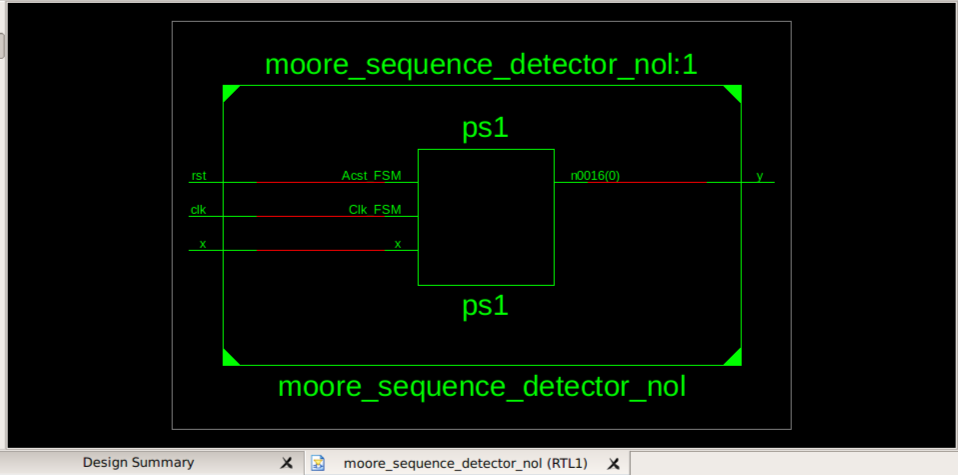 moore_sequence_detector_nol:1
ps1
rst
Acst_FSM
n0016(0)
y
clk
Clk_FSM
x
x
ps1
moore_sequence_detector_nol
Design Summary
moore_sequence_detector_nol (RTL1)